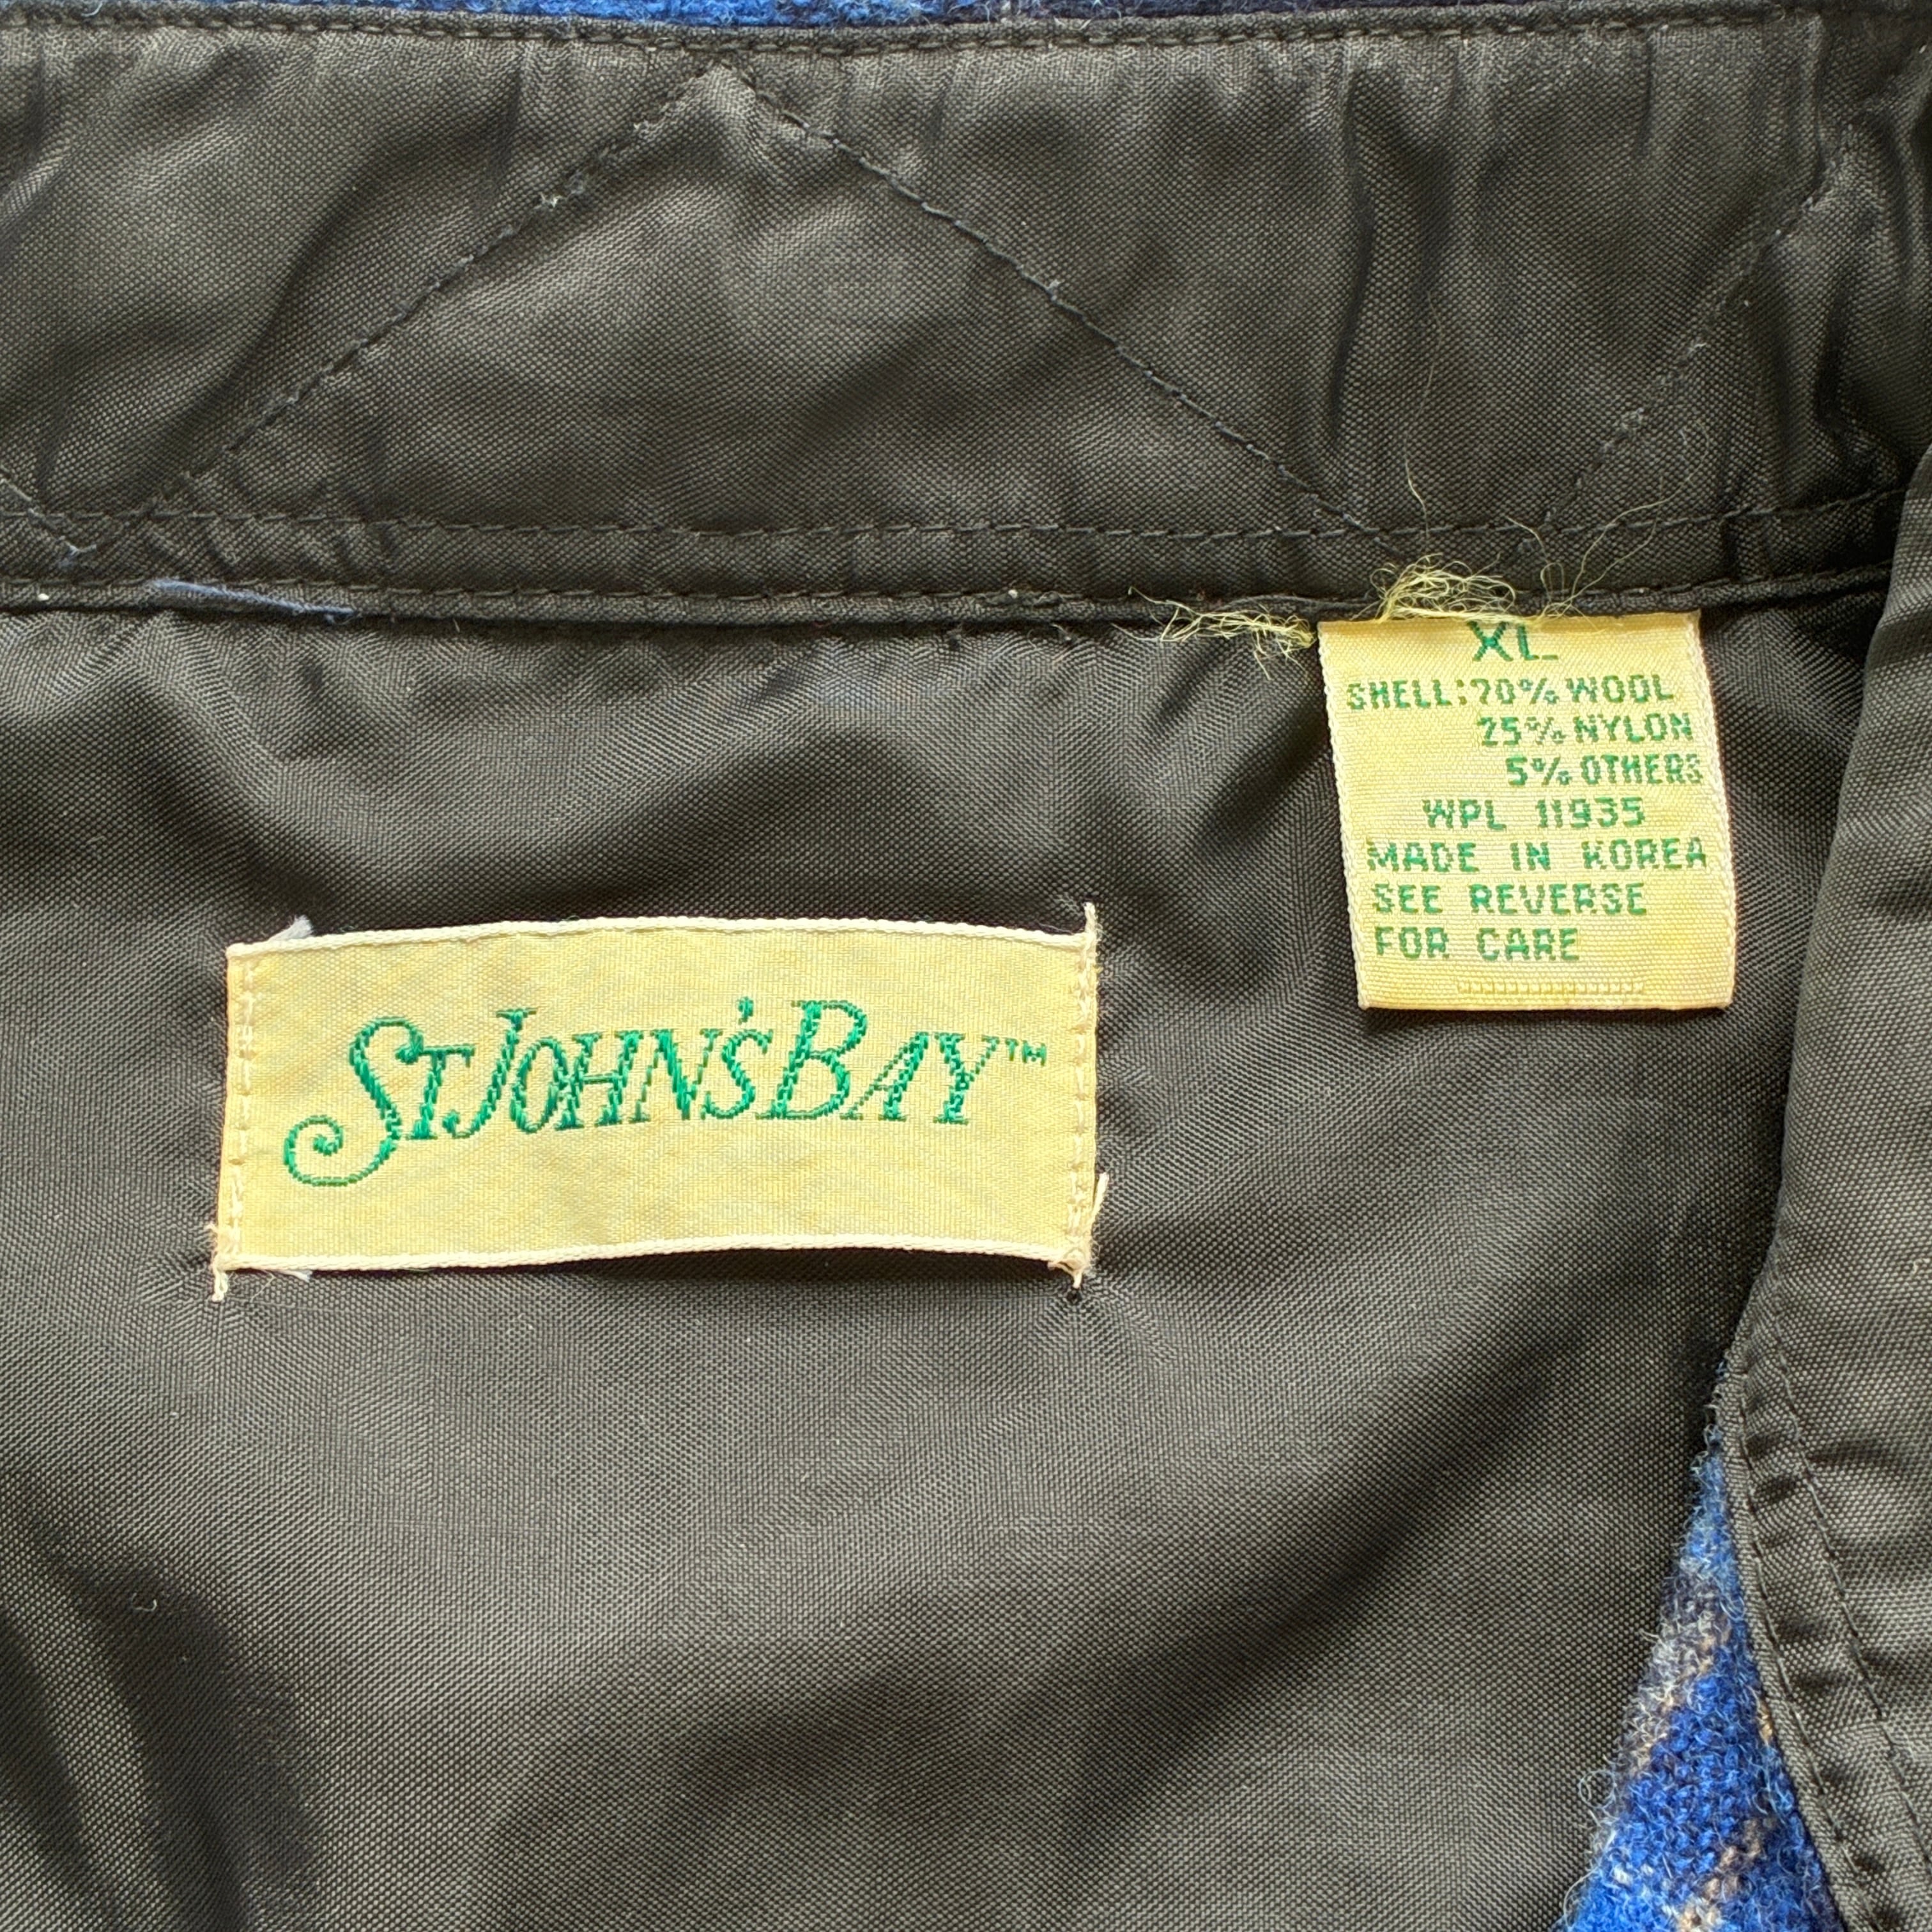 XL
SHELL:70% WOOL
25% NYLON
5% OTHERS
WPL 11935
MADE IN KOREA
SEE REVERSE
FOR CARE
ST JOHN'S BAY™